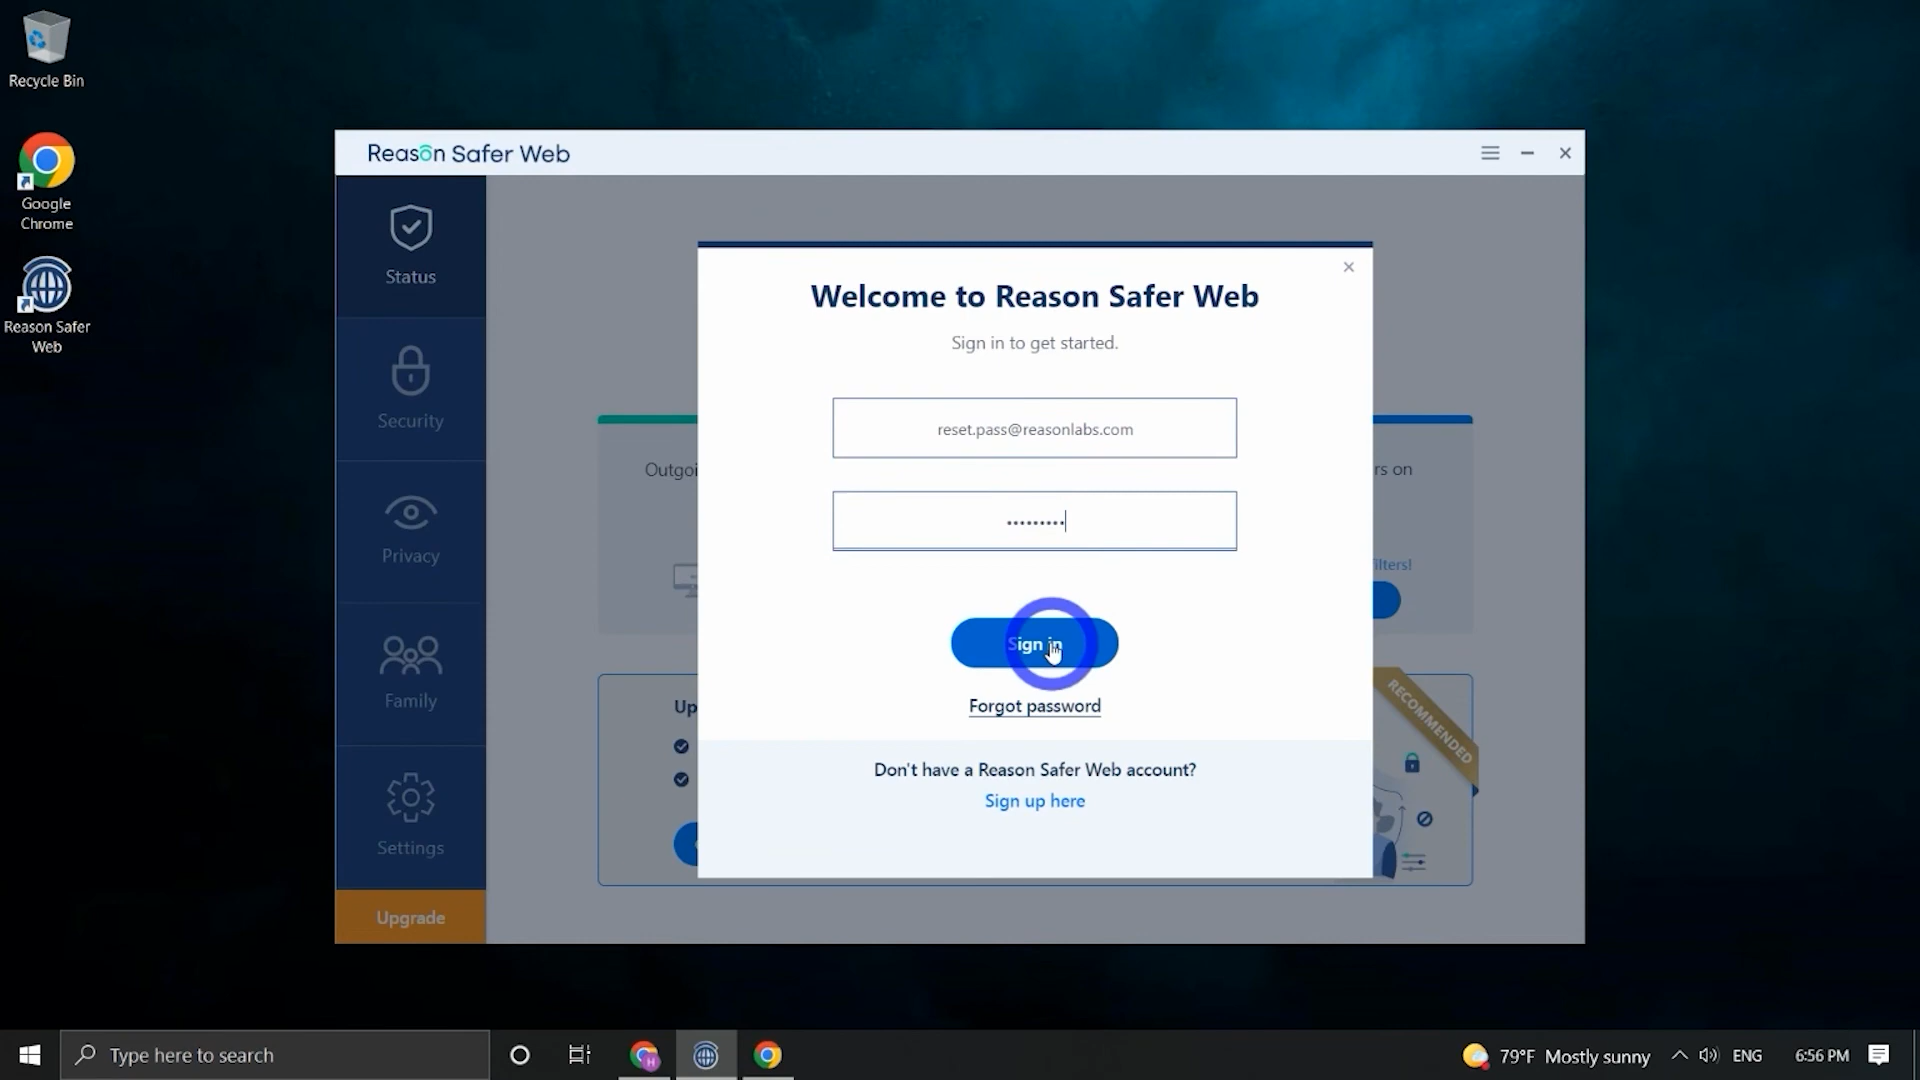 Recycle Bin
Google
Chrome
Reason Safer
Web
Reason Safer Web
Status
Security
Privacy
Family
Settings
Upgrade
Welcome to Reason Safer Web
Sign in to get started.
reset.pass@reasonlabs.com
Sign in
Forgot password
Don't have a Reason Safer Web account?
Sign up here
Outgoi
rs on
ilters!
Up
RECOMMENDED
Type here to search
H
79°F Mostly sunny
ENG
6:56 PM